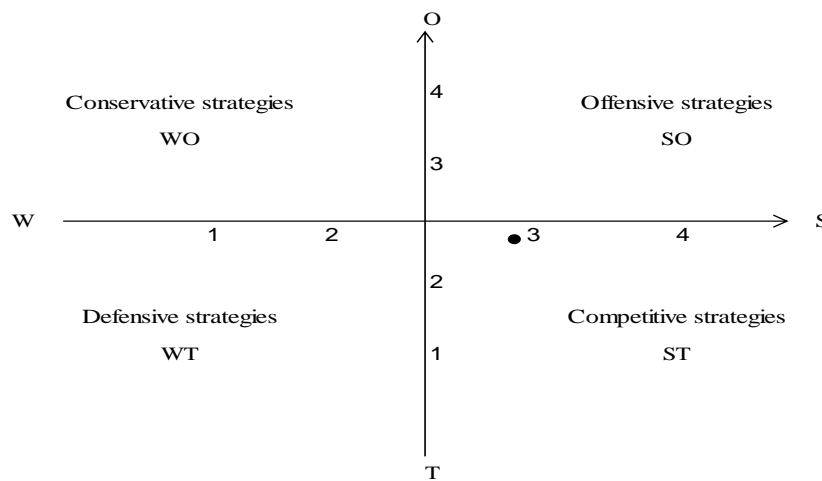 O
4
Conservative strategies Offensive strategies
WO SO
3
W S
1 2 3 4
2
Defensive strategies Competitive strategies
WT 1 ST
T